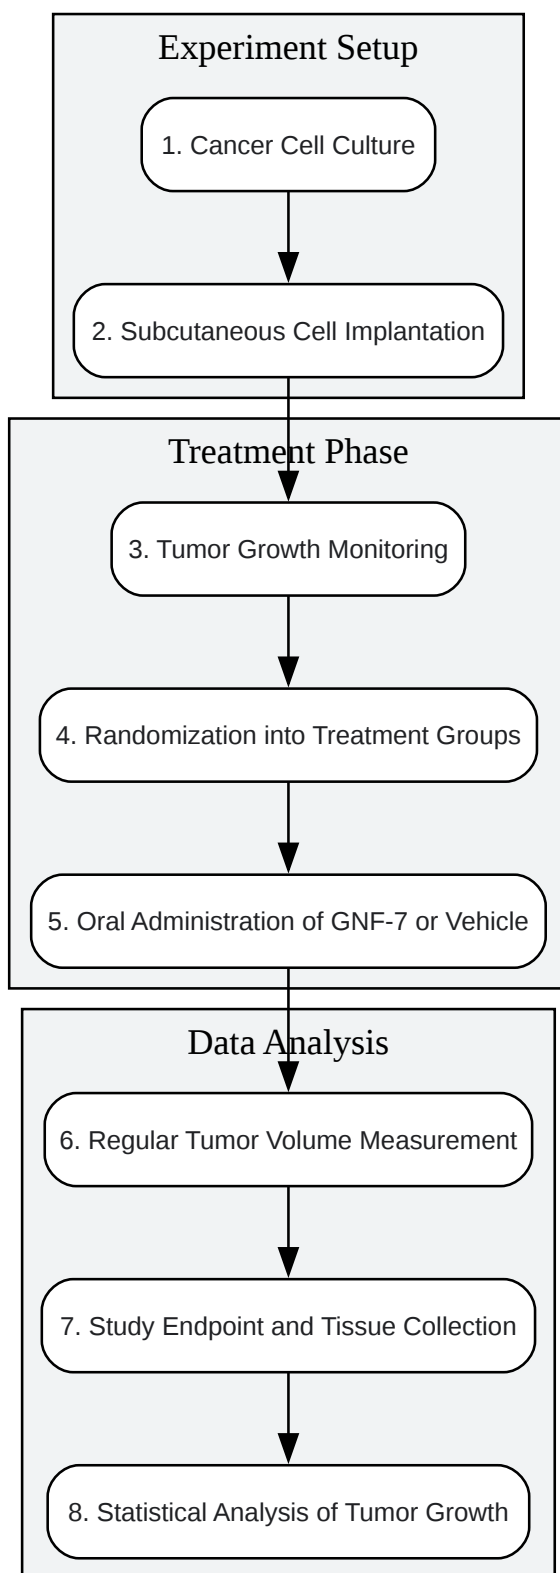 Experiment Setup
1. Cancer Cell Culture
2. Subcutaneous Cell Implantation
Treatment Phase
3. Tumor Growth Monitoring
4. Randomization into Treatment Groups
5. Oral Administration of GNF-7 or Vehicle
Data Analysis
6. Regular Tumor Volume Measurement
7. Study Endpoint and Tissue Collection
8. Statistical Analysis of Tumor Growth